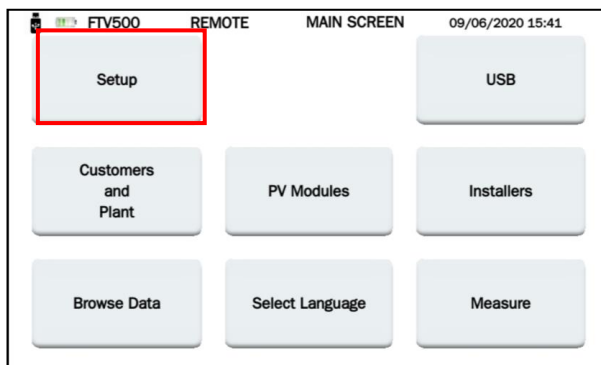 FTV500 REMOTE MAIN SCREEN 09/06/2020 15:41
Setup
USB
Customers
and
Plant
PV Modules
Installers
Browse Data
Select Language
Measure